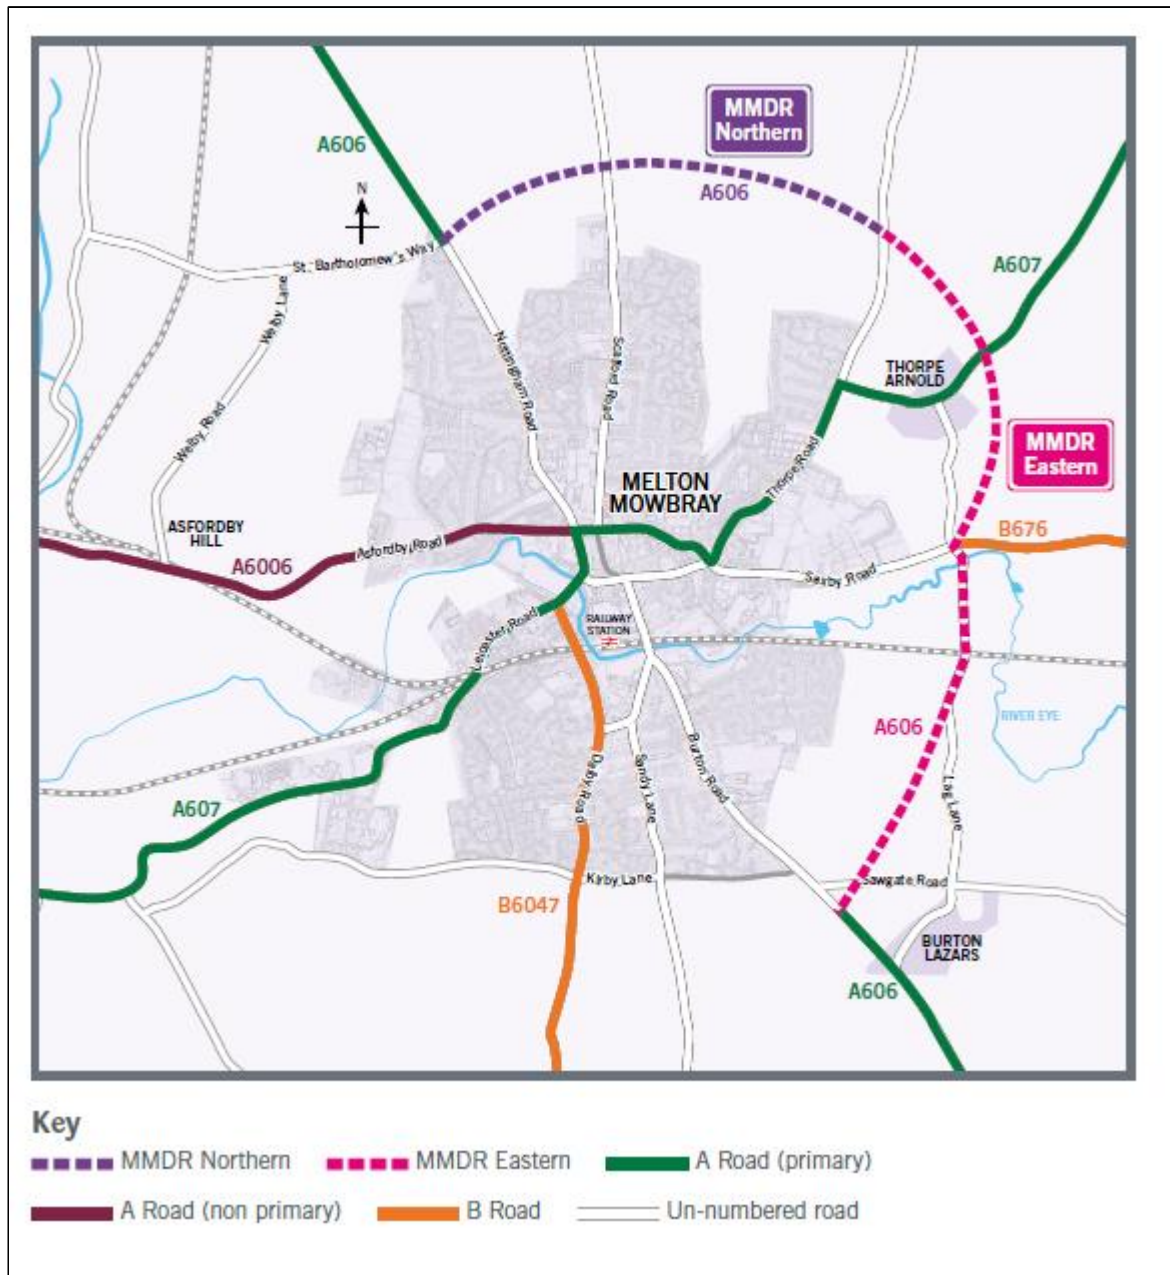 MMDR
Northern
A606
N
A606
A607
St. Bartholomew's Way
Welby Lane
Nottingham Road
Scalford Road
THORPE
ARNOLD
Welby Road
MMDR
Eastern
MELTON
MOWBRAY
Thorpe Road
ASFORDBY
HILL
B676
Asfordby Road
A6006
Saxby Road
Leicester Road
RAILWAY
STATION
A606
RIVER EYE
Burton Road
Dalby Road
Sandy Lane
Lag Lane
A607
Kirby Lane
Sawgate Road
B6047
BURTON
LAZARS
A606
Key
MMDR Northern
MMDR Eastern
A Road (primary)
A Road (non primary)
B Road
Un-numbered road